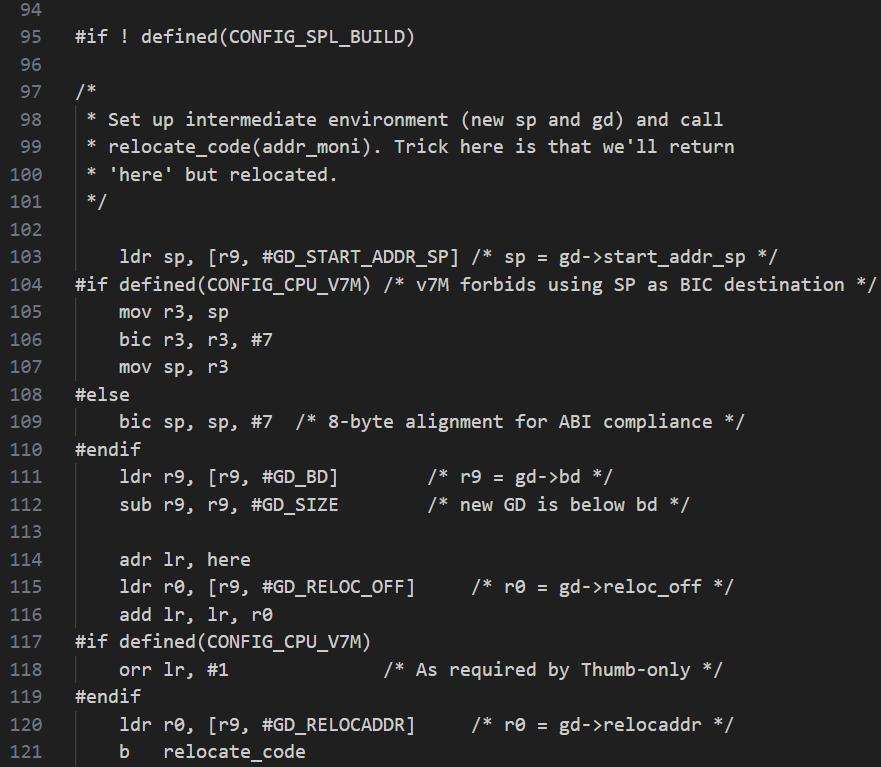 94
95 #if ! defined(CONFIG_SPL_BUILD)
96
97 /*
98  * Set up intermediate environment (new sp and gd) and call
99  * relocate_code(addr_moni). Trick here is that we'll return
100  * 'here' but relocated.
101  */
102
103     ldr sp, [r9, #GD_START_ADDR_SP] /* sp = gd->start_addr_sp */
104 #if defined(CONFIG_CPU_V7M) /* v7M forbids using SP as BIC destination */
105     mov r3, sp
106     bic r3, r3, #7
107     mov sp, r3
108 #else
109     bic sp, sp, #7  /* 8-byte alignment for ABI compliance */
110 #endif
111     ldr r9, [r9, #GD_BD]        /* r9 = gd->bd */
112     sub r9, r9, #GD_SIZE        /* new GD is below bd */
113
114     adr lr, here
115     ldr r0, [r9, #GD_RELOC_OFF]     /* r0 = gd->reloc_off */
116     add lr, lr, r0
117 #if defined(CONFIG_CPU_V7M)
118     orr lr, #1              /* As required by Thumb-only */
119 #endif
120     ldr r0, [r9, #GD_RELOCADDR]     /* r0 = gd->relocaddr */
121     b   relocate_code